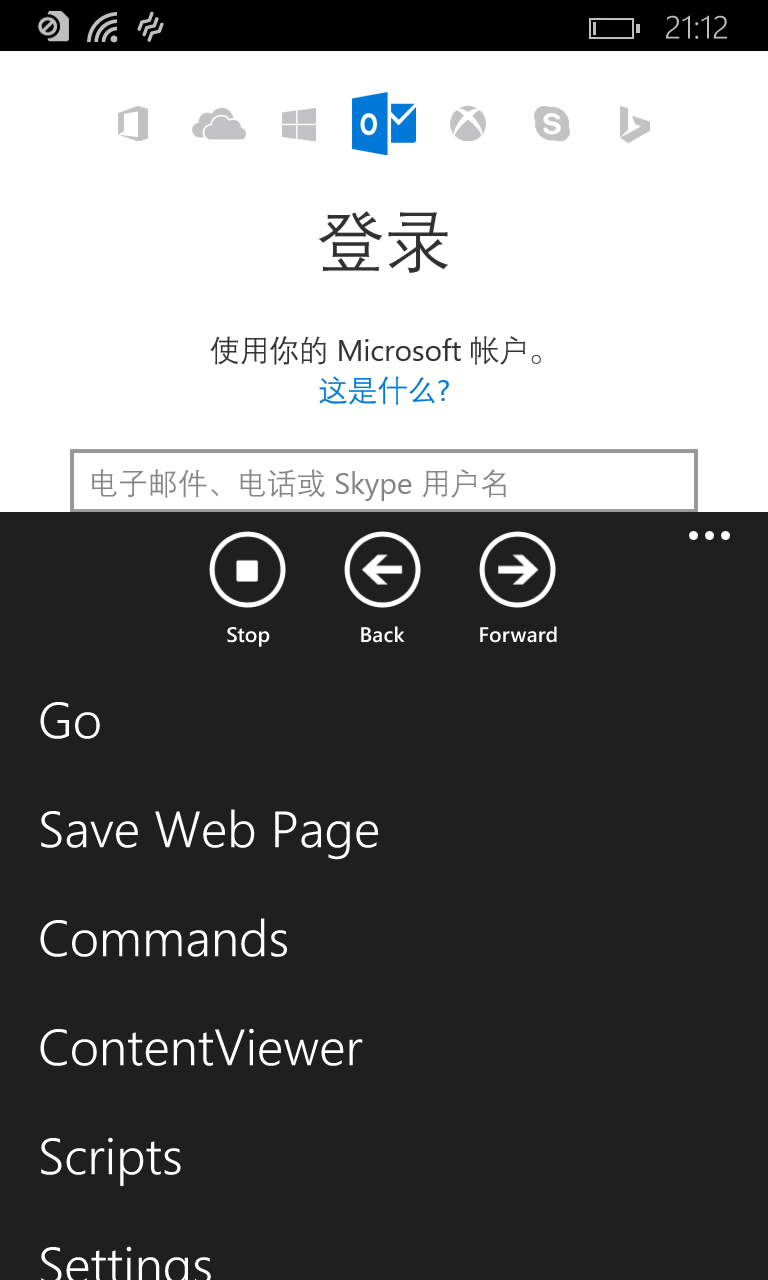 21:12
登录
使用你的 Microsoft 帐户。
这是什么?
电子邮件、电话或 Skype 用户名
Stop
Back
Forward
Go
Save Web Page
Commands
ContentViewer
Scripts
Settings